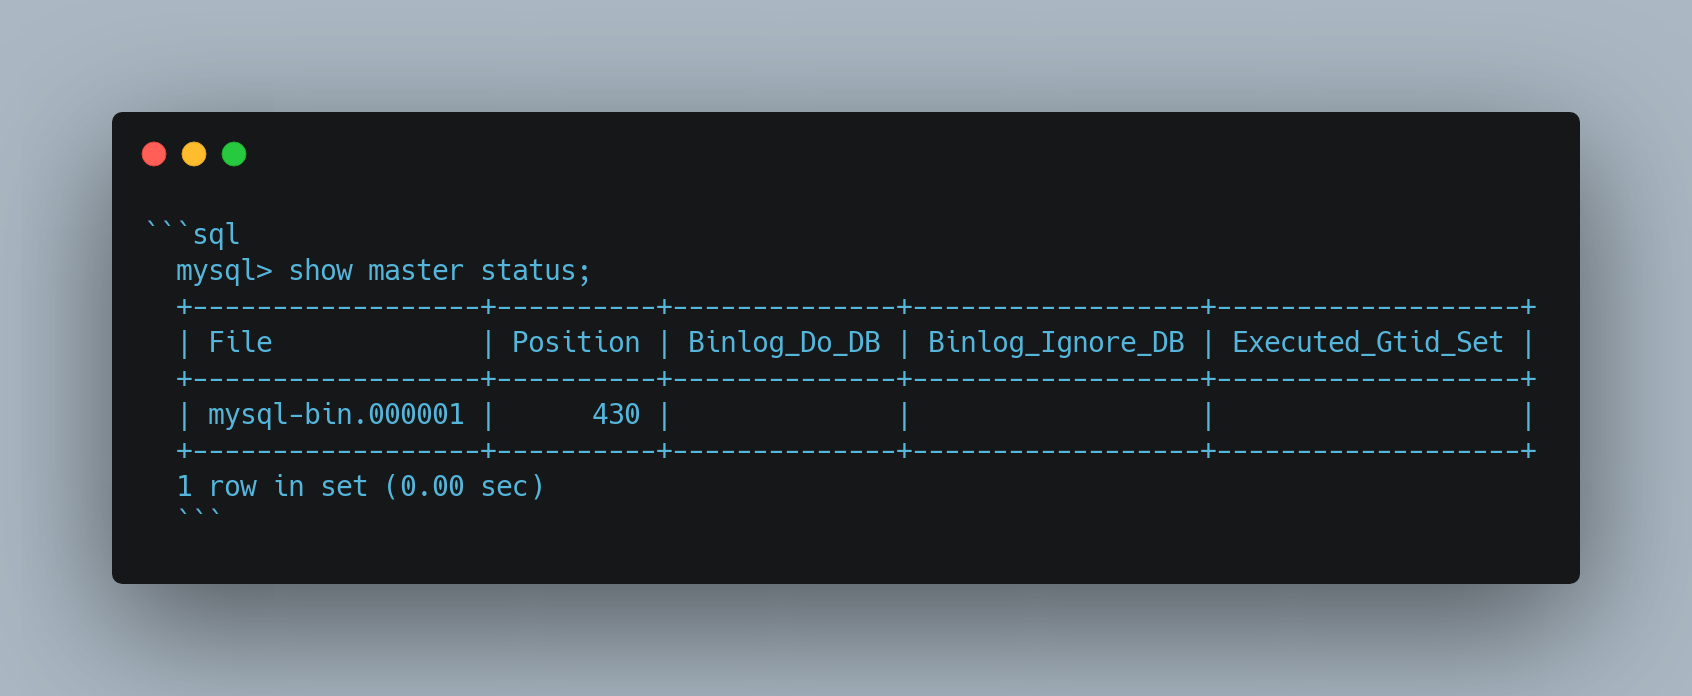 ```sql
  mysql> show master status;
  +------------------+----------+--------------+------------------+-------------------+
  | File             | Position | Binlog_Do_DB | Binlog_Ignore_DB | Executed_Gtid_Set |
  +------------------+----------+--------------+------------------+-------------------+
  | mysql-bin.000001 |      430 |              |                  |                   |
  +------------------+----------+--------------+------------------+-------------------+
  1 row in set (0.00 sec)
  ```